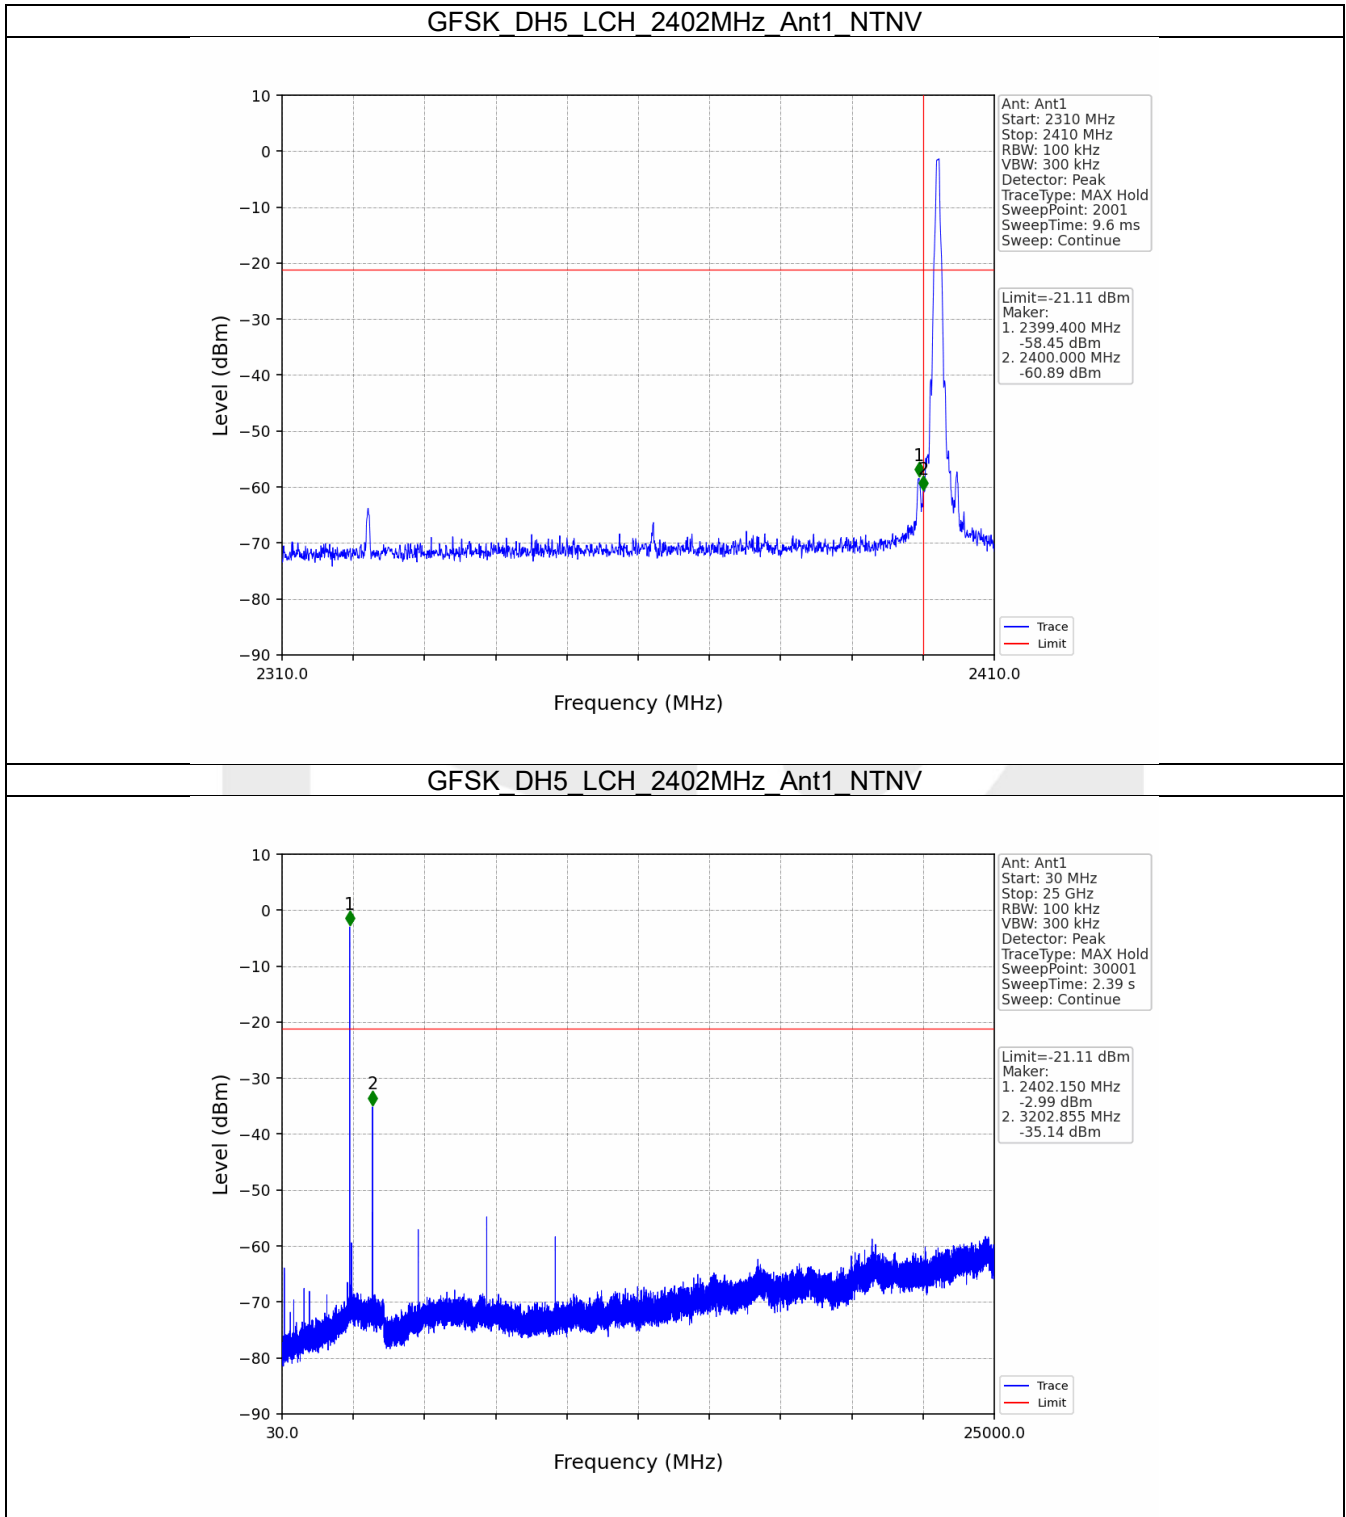 GFSK_DH5_LCH_2402MHz_Ant1_NTNV
10
0
−10
−20
−30
−40
−50
−60
−70
−80
−90
Level (dBm)
2310.0
2410.0
Frequency (MHz)
1
2
Ant: Ant1
Start: 2310 MHz
Stop: 2410 MHz
RBW: 100 kHz
VBW: 300 kHz
Detector: Peak
TraceType: MAX Hold
SweepPoint: 2001
SweepTime: 9.6 ms
Sweep: Continue
Limit=-21.11 dBm
Maker:
1. 2399.400 MHz
-58.45 dBm
2. 2400.000 MHz
-60.89 dBm
Trace
Limit
GFSK_DH5_LCH_2402MHz_Ant1_NTNV
10
0
−10
−20
−30
−40
−50
−60
−70
−80
−90
Level (dBm)
30.0
25000.0
Frequency (MHz)
1
2
Ant: Ant1
Start: 30 MHz
Stop: 25 GHz
RBW: 100 kHz
VBW: 300 kHz
Detector: Peak
TraceType: MAX Hold
SweepPoint: 30001
SweepTime: 2.39 s
Sweep: Continue
Limit=-21.11 dBm
Maker:
1. 2402.150 MHz
-2.99 dBm
2. 3202.855 MHz
-35.14 dBm
Trace
Limit